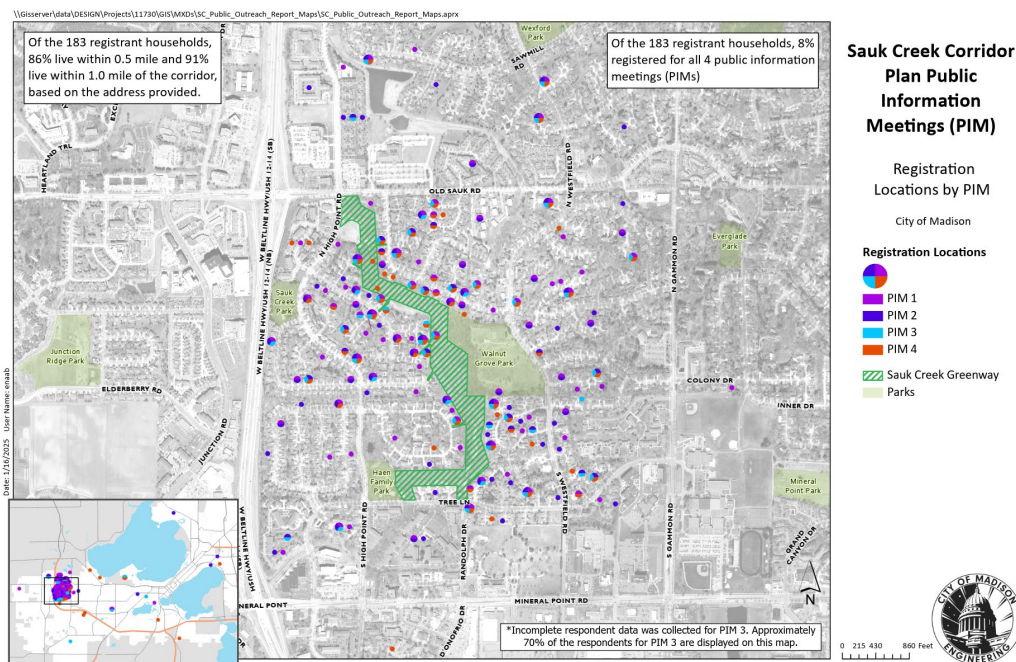 \\Gisserver\data\DESIGN\Projects\11730\GIS\MXDs\SC_Public_Outreach_Report_Maps\SC_Public_Outreach_Report_Maps.aprx
Of the 183 registrant households,
86% live within 0.5 mile and 91%
live within 1.0 mile of the corridor,
based on the address provided.
DR
Wexford
Park
SAWMILL
RD
Of the 183 registrant households, 8%
registered for all 4 public information
meetings (PIMs)
Sauk Creek Corridor
Plan Public
Information
Meetings (PIM)
Registration
Locations by PIM
City of Madison
Registration Locations
PIM 1
PIM 2
PIM 3
PIM 4
Sauk Creek Greenway
Parks
EXC
HEARTLAND TRL
W BELTLINE HWY/USH 12-14 (SB)
N WESTFIELD RD
OLD SAUK RD
N HIGH POINT RD
W BELTLINE HWY/USH 12-14 (NB)
N GAMMON RD
Everglade
Park
Sauk
Creek
Park
Junction
Ridge Park
Walnut
Grove Park
ELDERBERRY RD
COLONY DR
INNER DR
JUNCTION RD
Haen
Family
Park
S WESTFIELD RD
Mineral
Point Park
TREE LN
S HIGH POINT RD
RANDOLPH DR
S GAMMON RD
GRAND
CANYON DR
W BELTLINE HWY/USH
NERAL POINT
MINERAL POINT RD
D'ONOFRIO DR
DR
N
*Incomplete respondent data was collected for PIM 3. Approximately
70% of the respondents for PIM 3 are displayed on this map.
0 215 430 860 Feet
CITY OF MADISON
ENGINEERING
Date: 1/16/2025 User Name: enaab